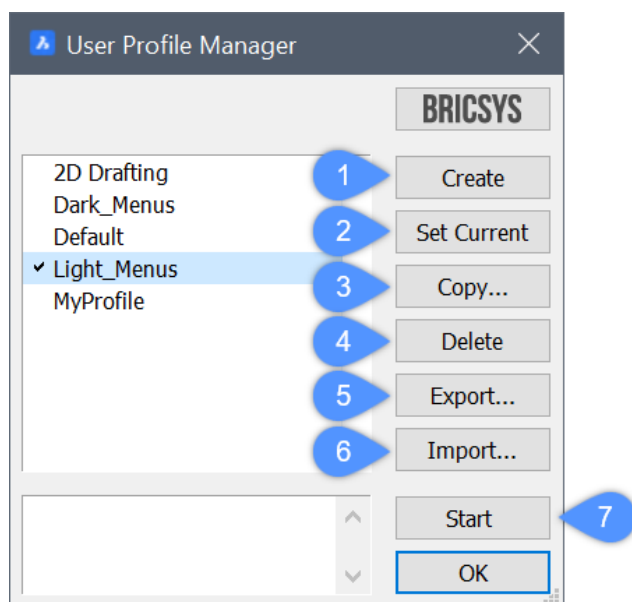 User Profile Manager
BRICSYS
2D Drafting
Dark_Menus
Default
Light_Menus
MyProfile
1 Create
2 Set Current
3 Copy...
4 Delete
5 Export...
6 Import...
Start 7
OK